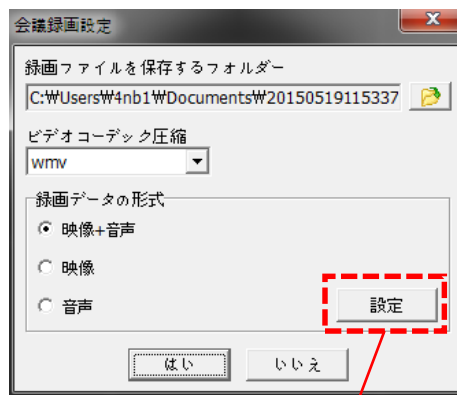 会議録画設定
録画ファイルを保存するフォルダー
C:₩Users₩4nb1₩Documents₩20150519115337
ビデオコーデック圧縮
wmv
録画データの形式
映像+音声
映像
音声
設定
はい
いいえ